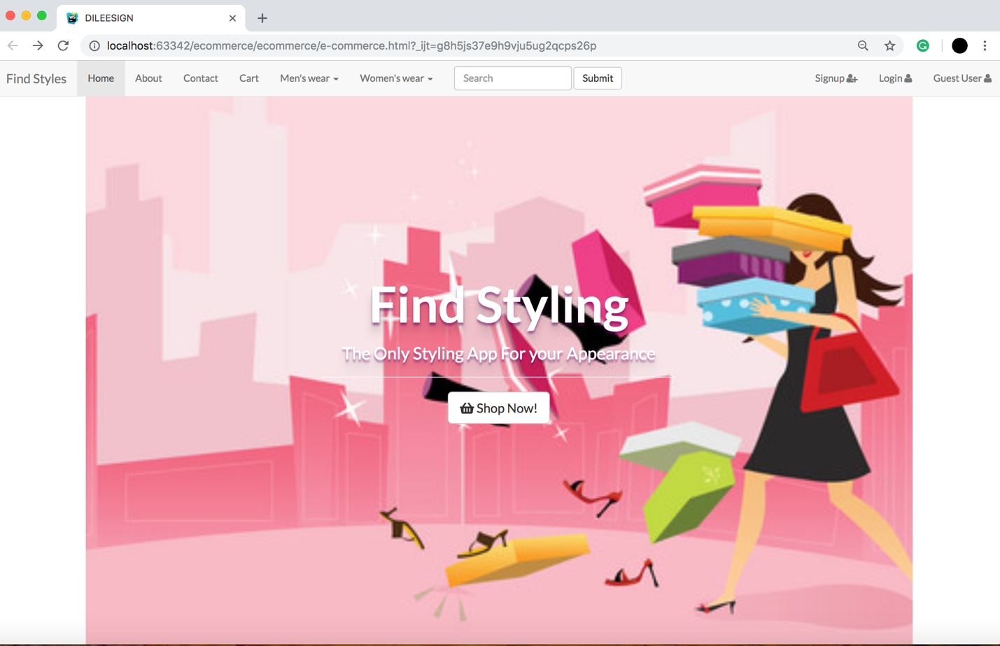 DILEESIGN
localhost:63342/ecommerce/ecommerce/e-commerce.html?_ijt=g8h5js37e9h9vju5ug2qcps26p
Find Styles Home About Contact Cart Men's wear Women's wear Search Submit Signup Login Guest User
Find Styling
The Only Styling App For your Appearance
Shop Now!